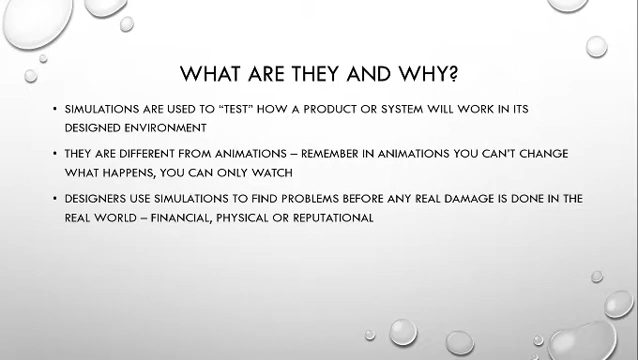 WHAT ARE THEY AND WHY?
• SIMULATIONS ARE USED TO “TEST” HOW A PRODUCT OR SYSTEM WILL WORK IN ITS
DESIGNED ENVIRONMENT
• THEY ARE DIFFERENT FROM ANIMATIONS – REMEMBER IN ANIMATIONS YOU CAN'T CHANGE
WHAT HAPPENS, YOU CAN ONLY WATCH
• DESIGNERS USE SIMULATIONS TO FIND PROBLEMS BEFORE ANY REAL DAMAGE IS DONE IN THE
REAL WORLD – FINANCIAL, PHYSICAL OR REPUTATIONAL